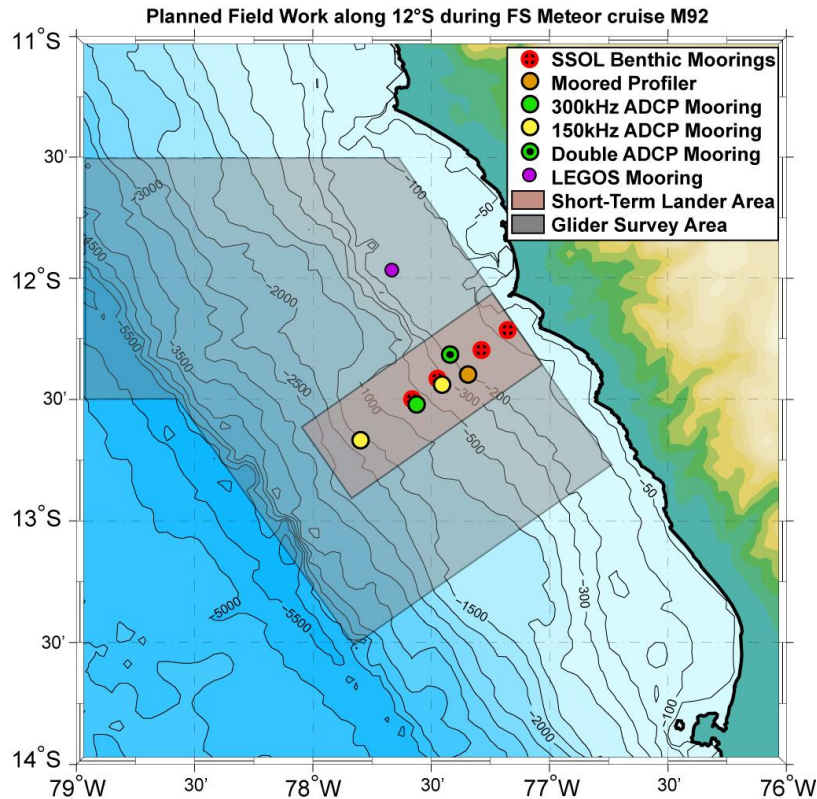 Planned Field Work along 12°S during FS Meteor cruise M92
11°S
SSOL Benthic Moorings
Moored Profiler
300kHz ADCP Mooring
150kHz ADCP Mooring
Double ADCP Mooring
LEGOS Mooring
Short-Term Lander Area
Glider Survey Area
30'
-100
-50
-3000
-4500
12°S
-2000
-5500
-3500
-2500
-1000
-300
-200
30'
-500
-50
13°S
-1500
-300
-5000
-5500
30'
-2000
-100
14°S
79°W
30'
78°W
30'
77°W
30'
76°W